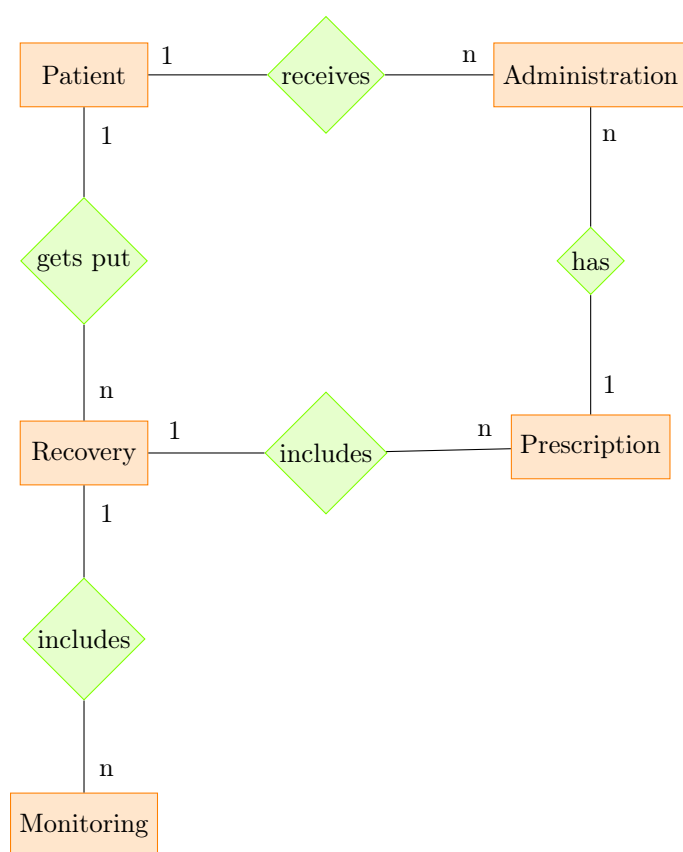 Patient
1
receives
n
Administration
1
n
gets put
has
n
1
Recovery
1
includes
n
Prescription
1
includes
n
Monitoring